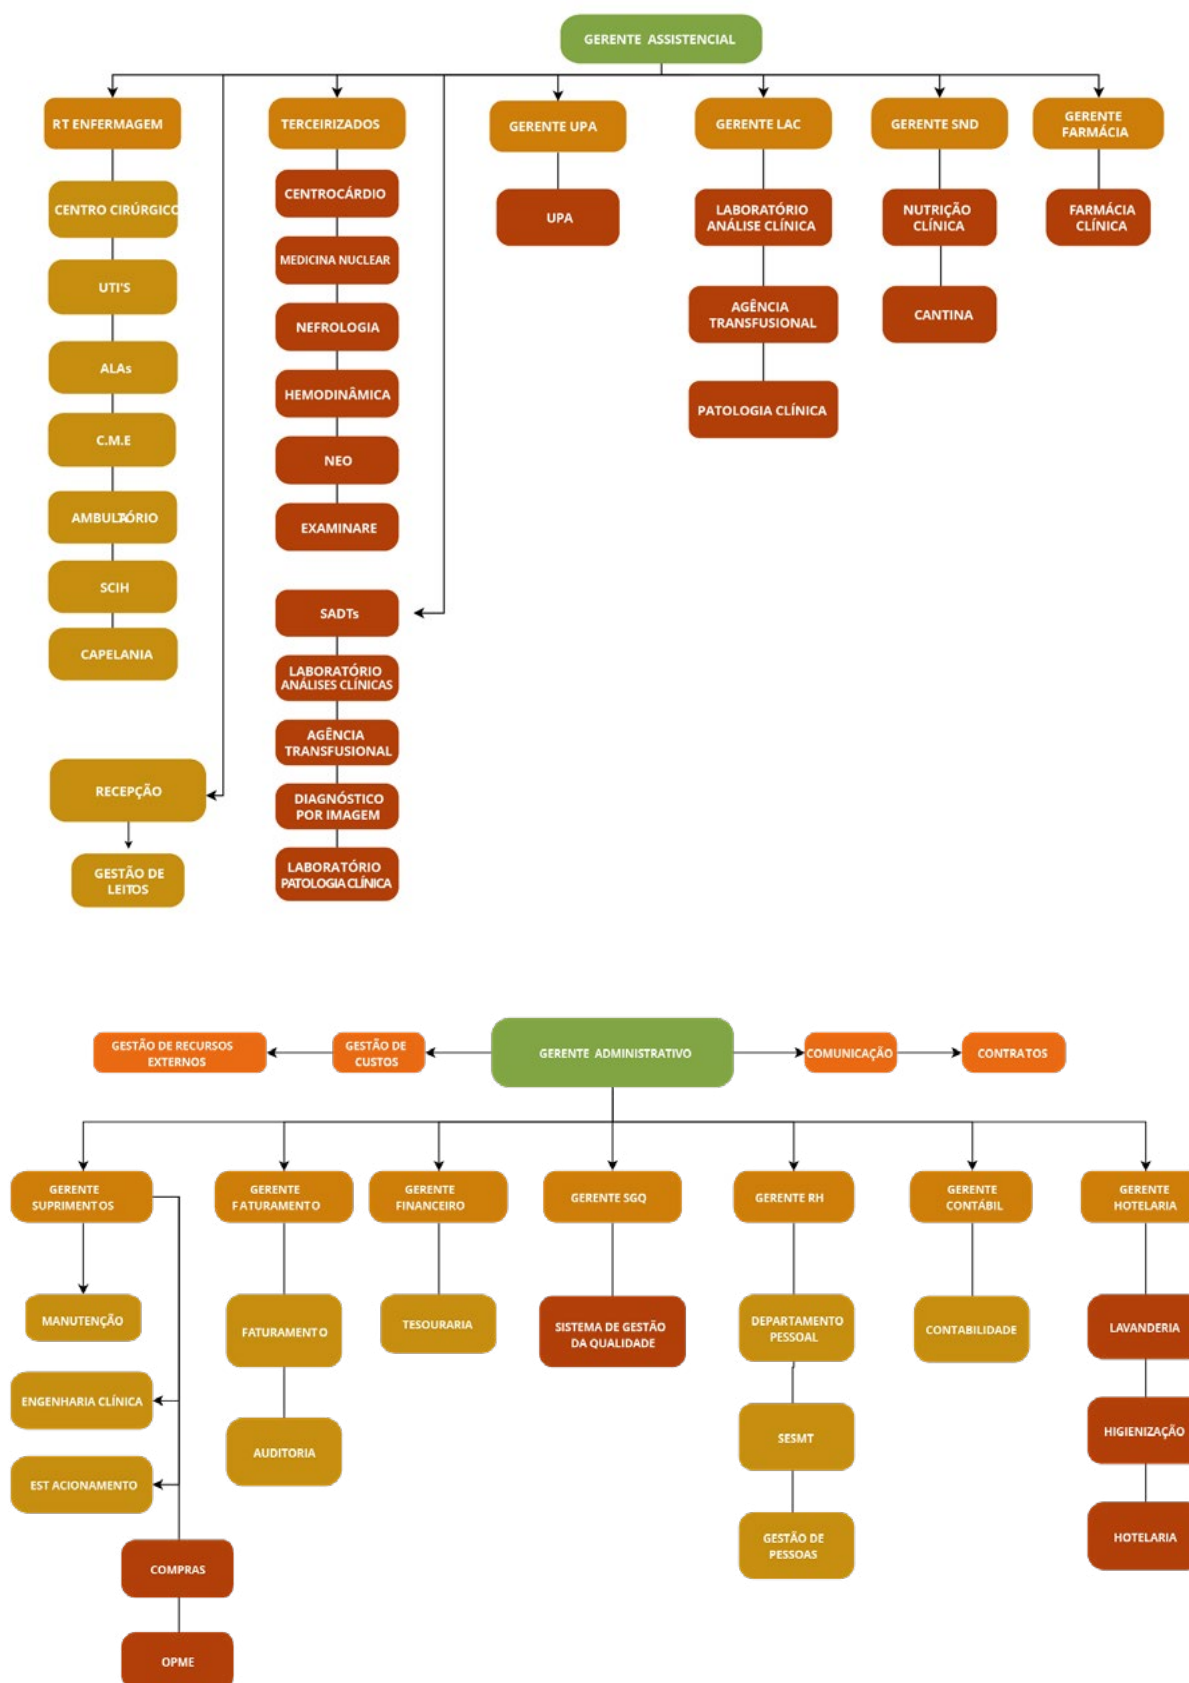 GERENTE ASSISTENCIAL
RT ENFERMAGEM
CENTRO CIRÚRGICO
UTI'S
ALAs
C.M.E
AMBULATÓRIO
SCIH
CAPELANIA
RECEPÇÃO
GESTÃO DE
LEITOS
TERCEIRIZADOS
CENTROCÁRDIO
MEDICINA NUCLEAR
NEFROLOGIA
HEMODINÂMICA
NEO
EXAMINARE
SADTs
LABORATÓRIO
ANÁLISES CLÍNICAS
AGÊNCIA
TRANSFUSIONAL
DIAGNÓSTICO
POR IMAGEM
LABORATÓRIO
PATOLOGIA CLÍNICA
GERENTE UPA
UPA
GERENTE LAC
LABORATÓRIO
ANÁLISE CLÍNICA
AGÊNCIA
TRANSFUSIONAL
PATOLOGIA CLÍNICA
GERENTE SND
NUTRIÇÃO
CLÍNICA
CANTINA
GERENTE
FARMÁCIA
FARMÁCIA
CLÍNICA
GESTÃO DE RECURSOS
EXTERNOS
GESTÃO DE
CUSTOS
GERENTE ADMINISTRATIVO
COMUNICAÇÃO
CONTRATOS
GERENTE
SUPRIMENTOS
MANUTENÇÃO
ENGENHARIA CLÍNICA
EST ACIONAMENTO
COMPRAS
OPME
GERENTE
FATURAMENTO
FATURAMENTO
AUDITORIA
GERENTE
FINANCEIRO
TESOURARIA
GERENTE SGQ
SISTEMA DE GESTÃO
DA QUALIDADE
GERENTE RH
DEPARTAMENTO
PESSOAL
SESMT
GESTÃO DE
PESSOAS
GERENTE
CONTÁBIL
CONTABILIDADE
GERENTE
HOTELARIA
LAVANDERIA
HIGIENIZAÇÃO
HOTELARIA